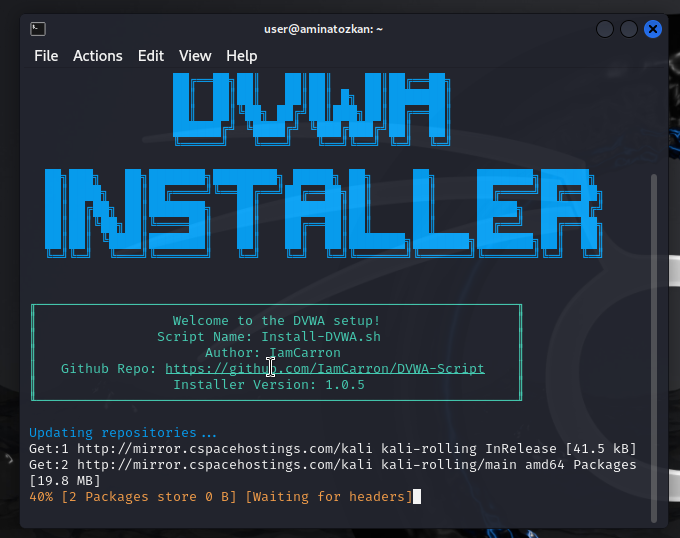 user@aminatozkan: ~
File Actions Edit View Help
DVWA
INSTALLER
Welcome to the DVWA setup!
Script Name: Install-DVWA.sh
Author: IamCarron
Github Repo: https://github.com/IamCarron/DVWA-Script
Installer Version: 1.0.5
Updating repositories...
Get:1 http://mirror.cspacehostings.com/kali kali-rolling InRelease [41.5 kB]
Get:2 http://mirror.cspacehostings.com/kali kali-rolling/main amd64 Packages
[19.8 MB]
40% [2 Packages store 0 B] [Waiting for headers]